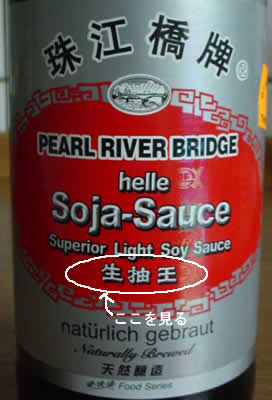 珠江橋牌
R
PEARL RIVER BRIDGE
helle
Soja-Sauce
Superior Light Soy Sauce
生抽王
ここを見る
natürlich gebraut
Naturally Brewed
天然釀造
Food Series